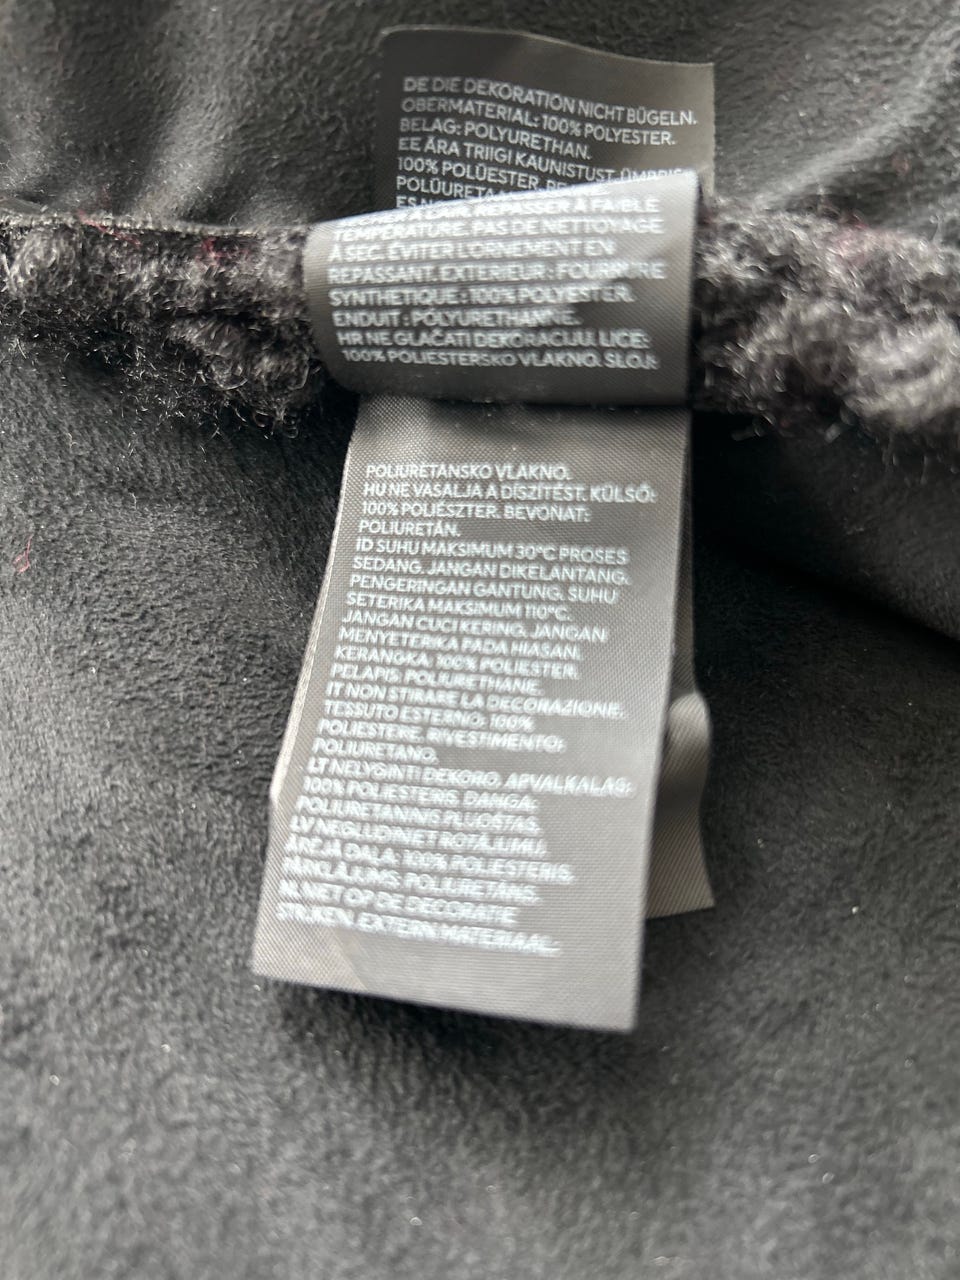 DE DIE DEKORATION NICHT BÜGELN.
OBERMATERIAL: 100% POLYESTER.
BELAG: POLYURETHAN.
EE ÄRA TRIIGI KAUNISTUST.
100% POLÜESTER.
À FAIBLE
TEMPÉRATURE. PAS DE NETTOYAGE
À SEC. ÉVITER L'ORNEMENT EN
REPASSANT. EXTÉRIEUR : FOURRURE
SYNTHÉTIQUE : 100% POLYESTER.
ENDUIT : POLYURETHANNE.
HR NE GLAČATI DEKORACIJU. LICE:
100% POLIESTERSKO VLAKNO. SLOJ:
POLIURETANSKO VLAKNO.
HU NE VASALJA A DÍSZÍTÉST. KÜLSŐ:
100% POLIÉSZTER. BEVONAT:
POLIURETÁN.
ID SUHU MAKSIMUM 30°C PROSES
SEDANG. JANGAN DIKELANTANG.
PENGERINGAN GANTUNG. SUHU
SETERIKA MAKSIMUM 110°C.
JANGAN CUCI KERING. JANGAN
MENYETERIKA PADA HIASAN.
KERANGKA: 100% POLIESTER.
PELAPIS: POLIURETHANE.
IT NON STIRARE LA DECORAZIONE.
TESSUTO ESTERNO: 100%
POLIESTERE. RIVESTIMENTO:
POLIURETANO.
LT NELYGINTI DEKORO. APVALKALAS:
100% POLIESTERIS. DANGA:
POLIURETANINIS PLUOŠTAS.
LV NEGLUDINIET ROTĀJUMU.
ĀRĒJĀ DAĻA: 100% POLIESTERIS.
PĀRKLĀJUMS: POLIURETĀNS.
NL NIET OP DE DECORATIE
STRIJKEN. EXTERN MATERIAAL: